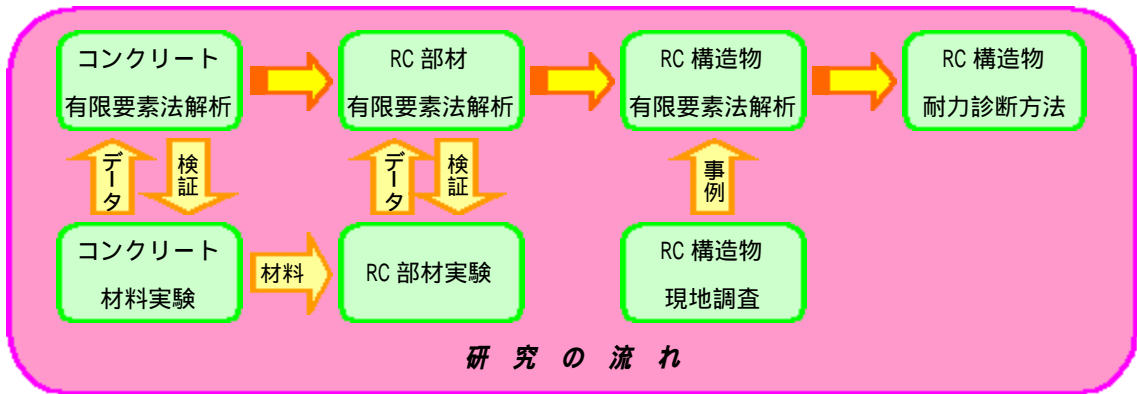 コンクリート
有限要素法解析
RC 部材
有限要素法解析
RC 構造物
有限要素法解析
RC 構造物
耐力診断方法
データ
検証
データ
検証
事例
コンクリート
材料実験
材料
RC 部材実験
RC 構造物
現地調査
研 究 の 流 れ